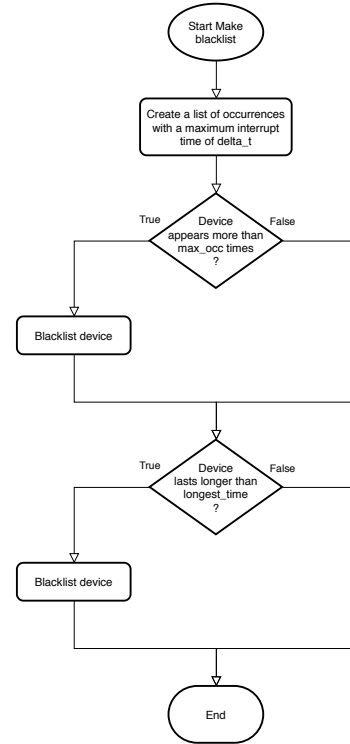 Start Make
blacklist
Create a list of occurrences
with a maximum interrupt
time of delta_t
True
Device
appears more than
max_occ times
?
False
Blacklist device
True
Device
lasts longer than
longest_time
?
False
Blacklist device
End